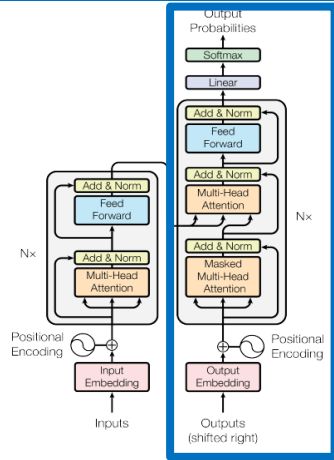 Output
Probabilities
Softmax
Linear
Add & Norm
Feed
Forward
Add & Norm
Multi-Head
Attention
Nx
Add & Norm
Masked
Multi-Head
Attention
Positional
Encoding
Output
Embedding
Outputs
(shifted right)
Add & Norm
Feed
Forward
Nx
Add & Norm
Multi-Head
Attention
Positional
Encoding
Input
Embedding
Inputs